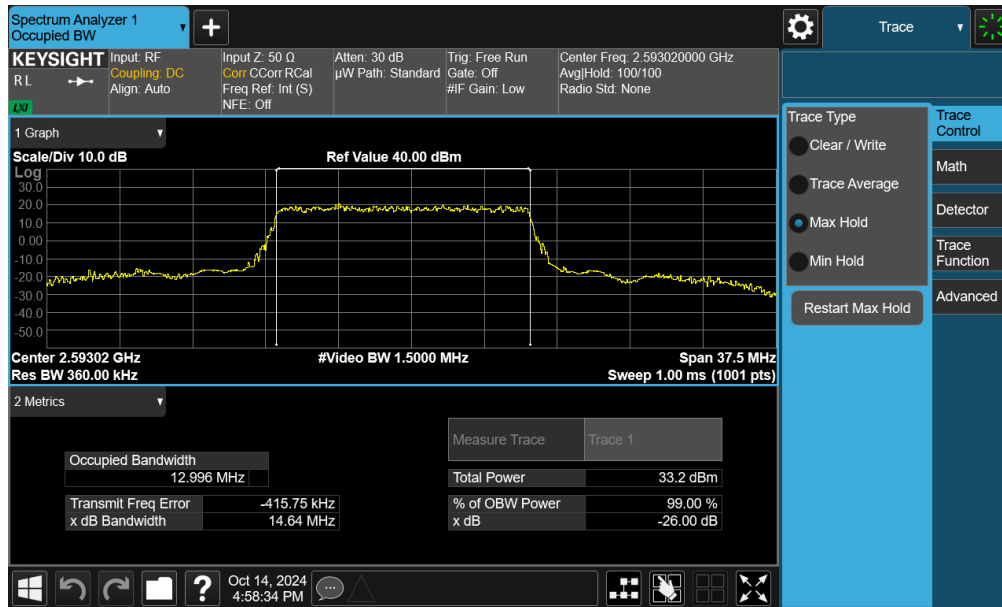 Spectrum Analyzer 1
Occupied BW
Trace
KEYSIGHT
R L
LXI
Input: RF
Coupling: DC
Align: Auto
Input Z: 50 Ω
Corr CCorr RCal
Freq Ref: Int (S)
NFE: Off
Atten: 30 dB
µW Path: Standard
Trig: Free Run
Gate: Off
#IF Gain: Low
Center Freq: 2.593020000 GHz
Avg|Hold: 100/100
Radio Std: None
1 Graph
Scale/Div 10.0 dB
Ref Value 40.00 dBm
Log
30.0
20.0
10.0
0.00
-10.0
-20.0
-30.0
-40.0
-50.0
Center 2.59302 GHz
#Video BW 1.5000 MHz
Span 37.5 MHz
Res BW 360.00 kHz
Sweep 1.00 ms (1001 pts)
2 Metrics
Measure Trace
Trace 1
Occupied Bandwidth
12.996 MHz
Total Power
33.2 dBm
Transmit Freq Error
-415.75 kHz
% of OBW Power
99.00 %
x dB Bandwidth
14.64 MHz
x dB
-26.00 dB
Trace Type
Clear / Write
Trace Average
Max Hold
Min Hold
Restart Max Hold
Trace
Control
Math
Detector
Trace
Function
Advanced
?
Oct 14, 2024
4:58:34 PM